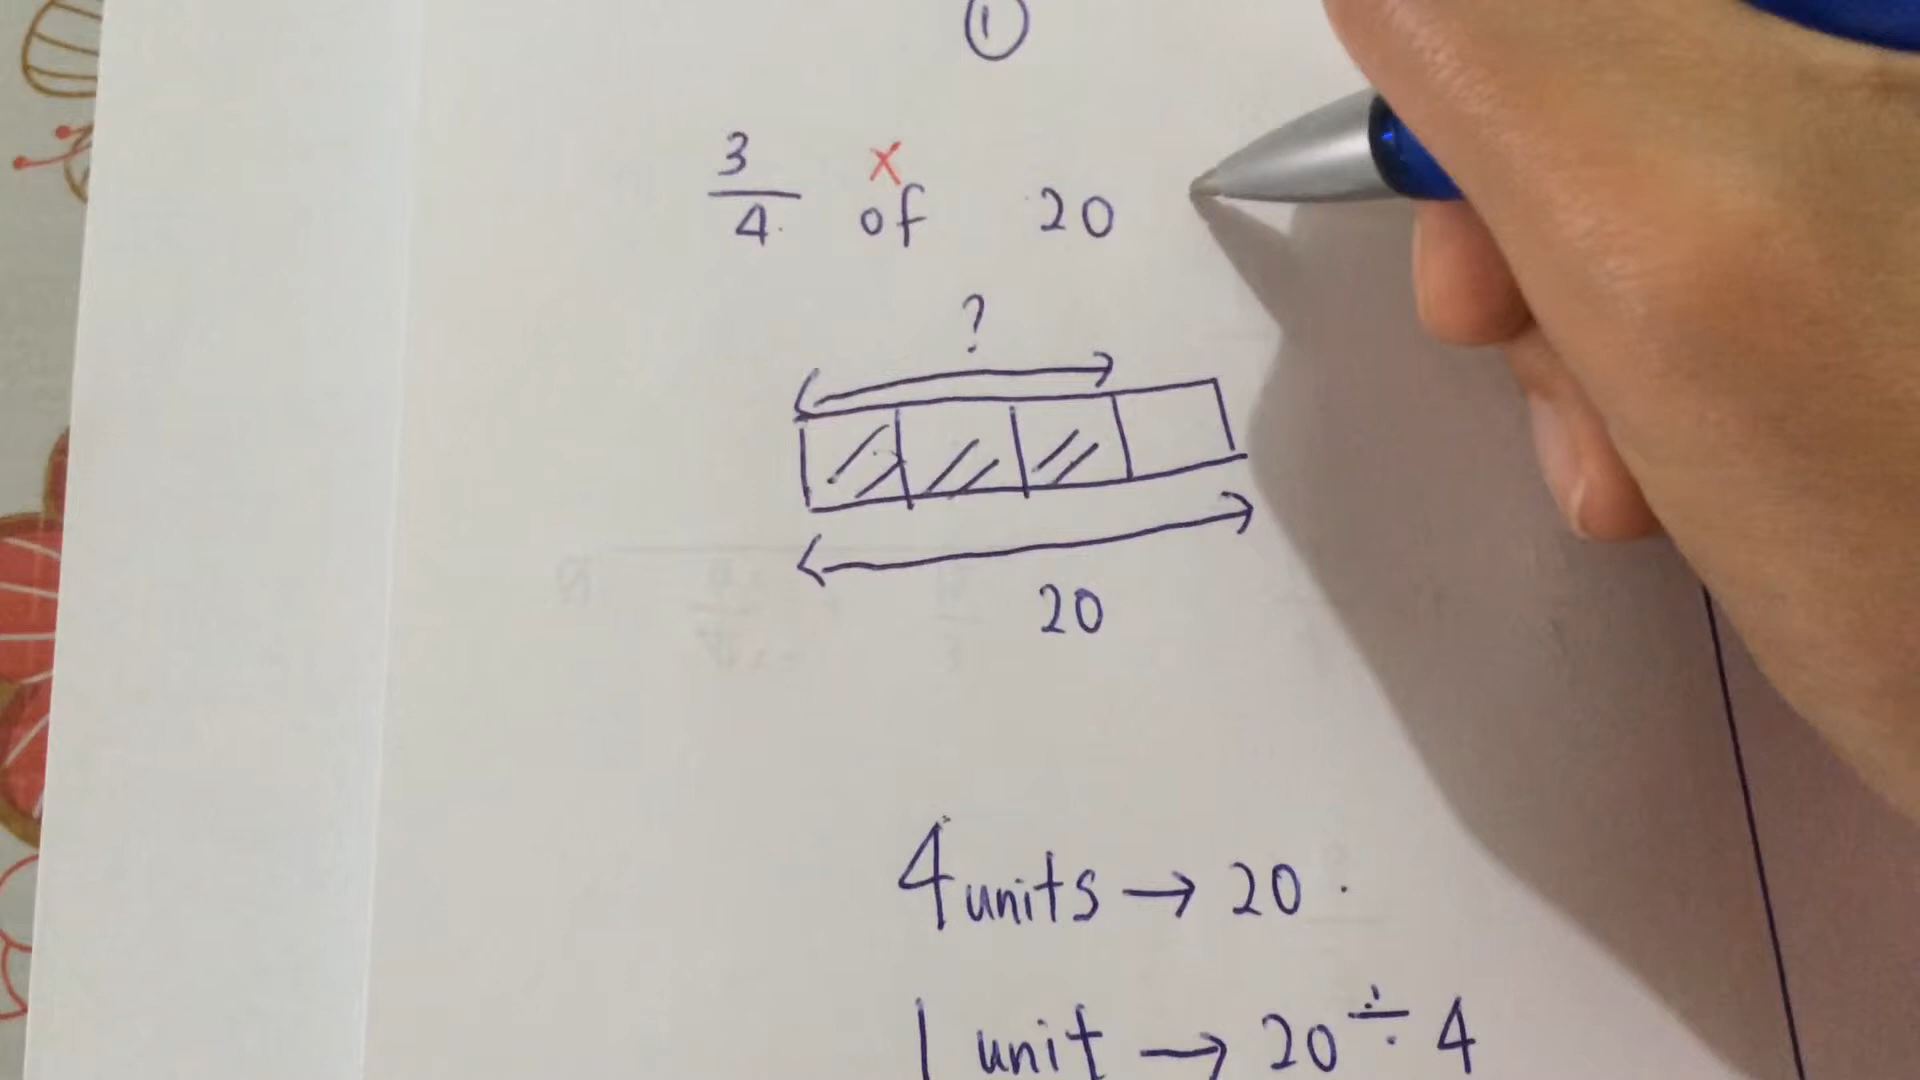 ①
3/4 of × 20
?
20
4 units → 20
1 unit → 20 ÷ 4